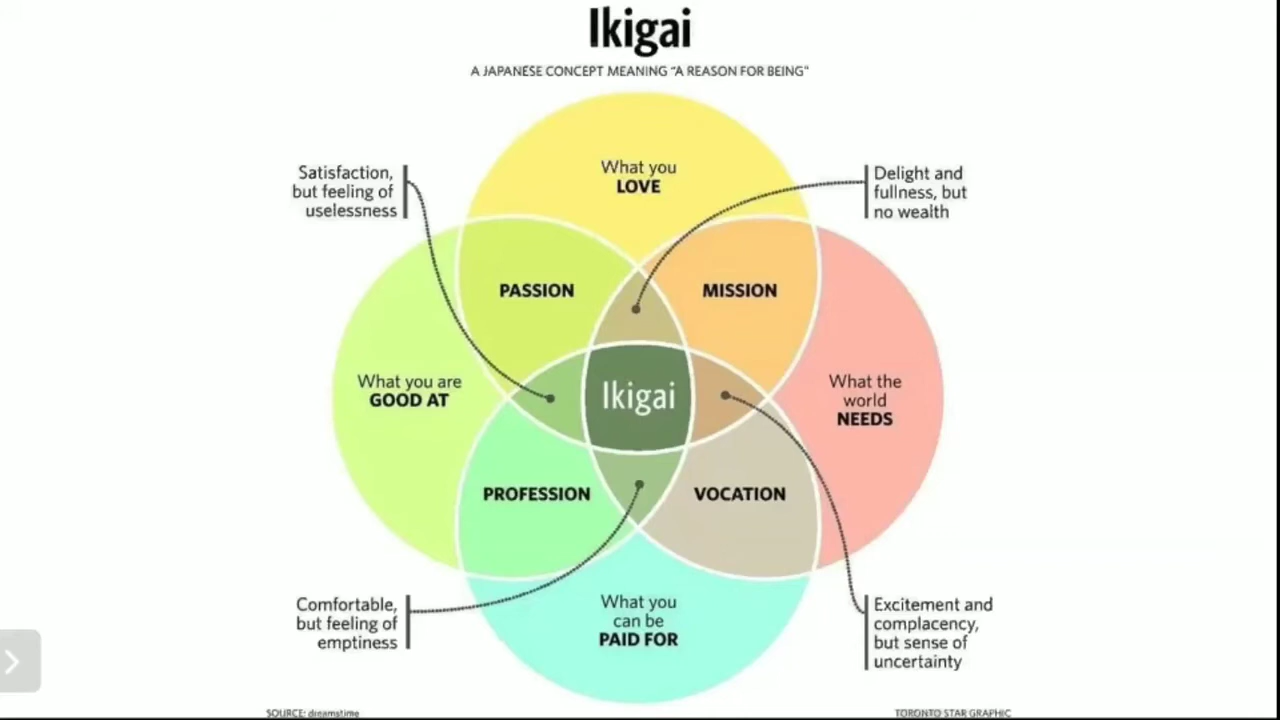 Ikigai
A JAPANESE CONCEPT MEANING "A REASON FOR BEING"
What you
LOVE
Satisfaction,
but feeling of
uselessness
Delight and
fullness, but
no wealth
PASSION
MISSION
What you are
GOOD AT
Ikigai
What the
world
NEEDS
PROFESSION
VOCATION
What you
can be
PAID FOR
Comfortable,
but feeling of
emptiness
Excitement and
complacency,
but sense of
uncertainty
SOURCE: dreamstime
TORONTO STAR GRAPHIC